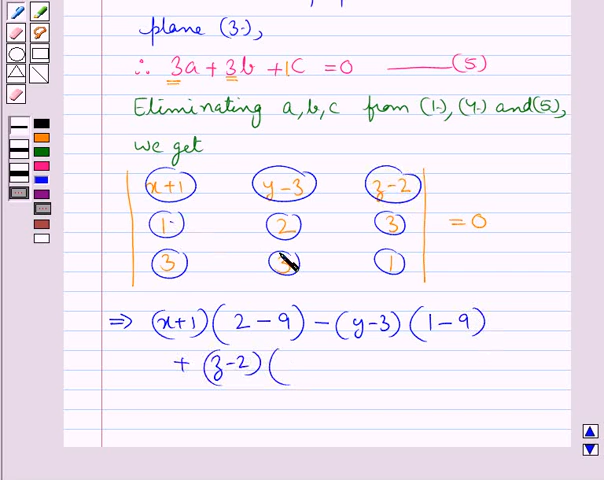 plane (3.),
∴ 3a + 3b + 1c = 0 ——— (5)
Eliminating a, b, c from (1.), (4.) and (5),
we get
| x+1 y-3 z-2 |
| 1 2 3 | = 0
| 3 3 1 |
⇒ (x+1) (2-9) - (y-3) (1-9)
+ (z-2) (